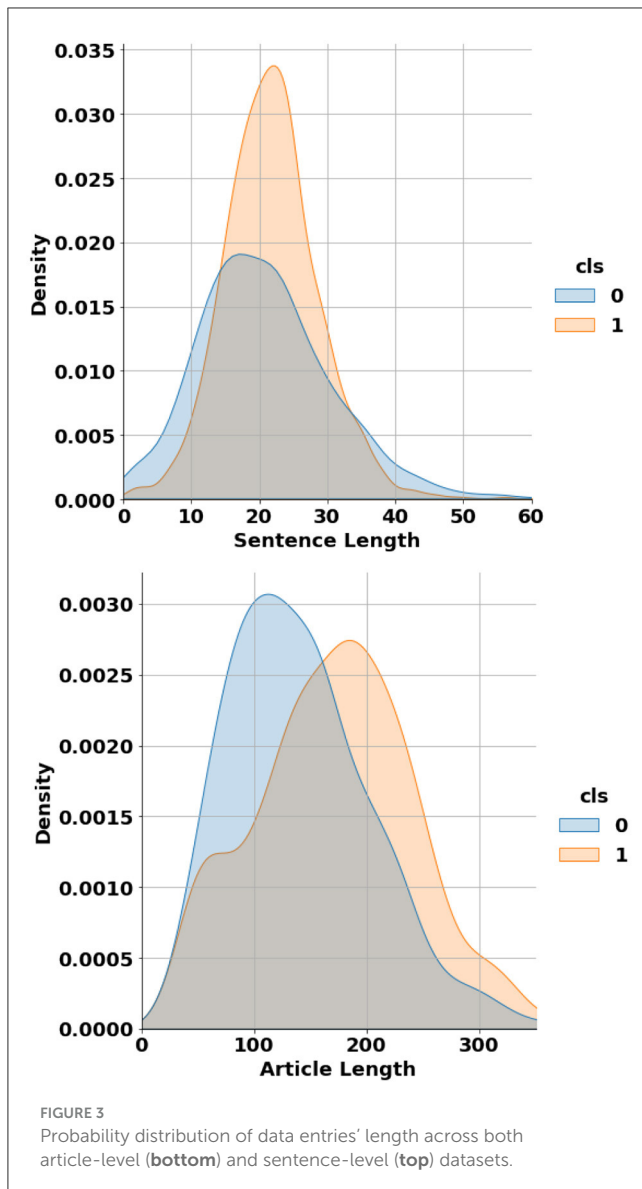 0.035
0.030
0.025
0.020
0.015
0.010
0.005
0.000
Density
0 10 20 30 40 50 60
Sentence Length
cls
0
1
0.0030
0.0025
0.0020
0.0015
0.0010
0.0005
0.0000
Density
0 100 200 300
Article Length
cls
0
1
FIGURE 3
Probability distribution of data entries’ length across both
article-level (bottom) and sentence-level (top) datasets.